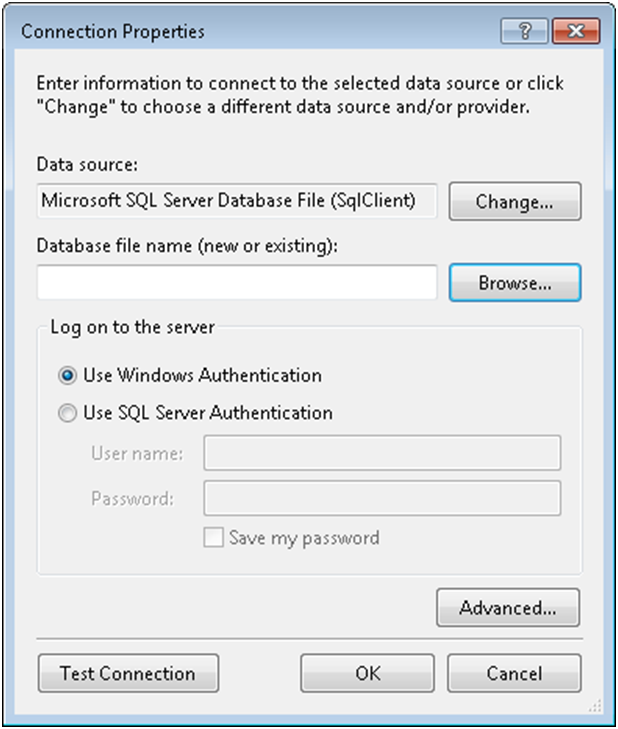 Connection Properties
?
Enter information to connect to the selected data source or click
"Change" to choose a different data source and/or provider.
Data source:
Microsoft SQL Server Database File (SqlClient)
Change...
Database file name (new or existing):
Browse...
Log on to the server
Use Windows Authentication
Use SQL Server Authentication
User name:
Password:
Save my password
Advanced...
Test Connection
OK
Cancel